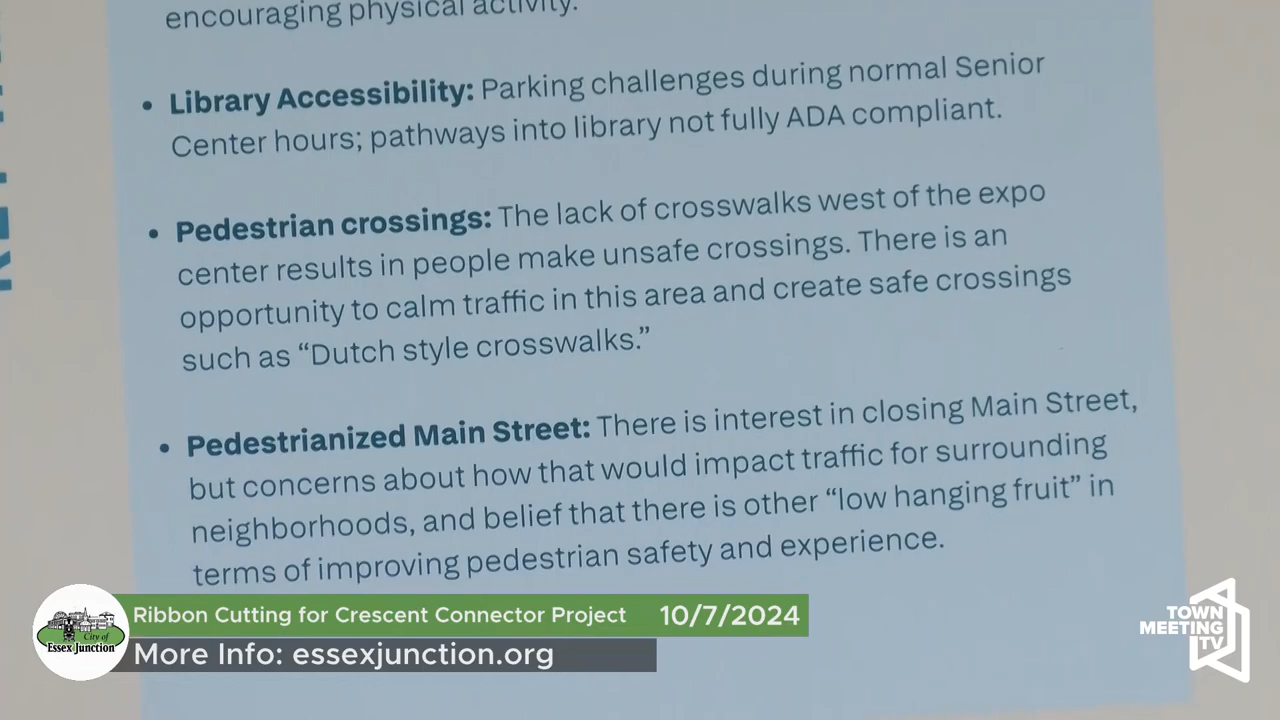 encouraging physical activity.
• Library Accessibility: Parking challenges during normal Senior
Center hours; pathways into library not fully ADA compliant.
• Pedestrian crossings: The lack of crosswalks west of the expo
center results in people make unsafe crossings. There is an
opportunity to calm traffic in this area and create safe crossings
such as “Dutch style crosswalks.”
• Pedestrianized Main Street: There is interest in closing Main Street,
but concerns about how that would impact traffic for surrounding
neighborhoods, and belief that there is other “low hanging fruit” in
terms of improving pedestrian safety and experience.
Ribbon Cutting for Crescent Connector Project 10/7/2024
More Info: essexjunction.org
City of
Essex Junction
TOWN
MEETING
TV